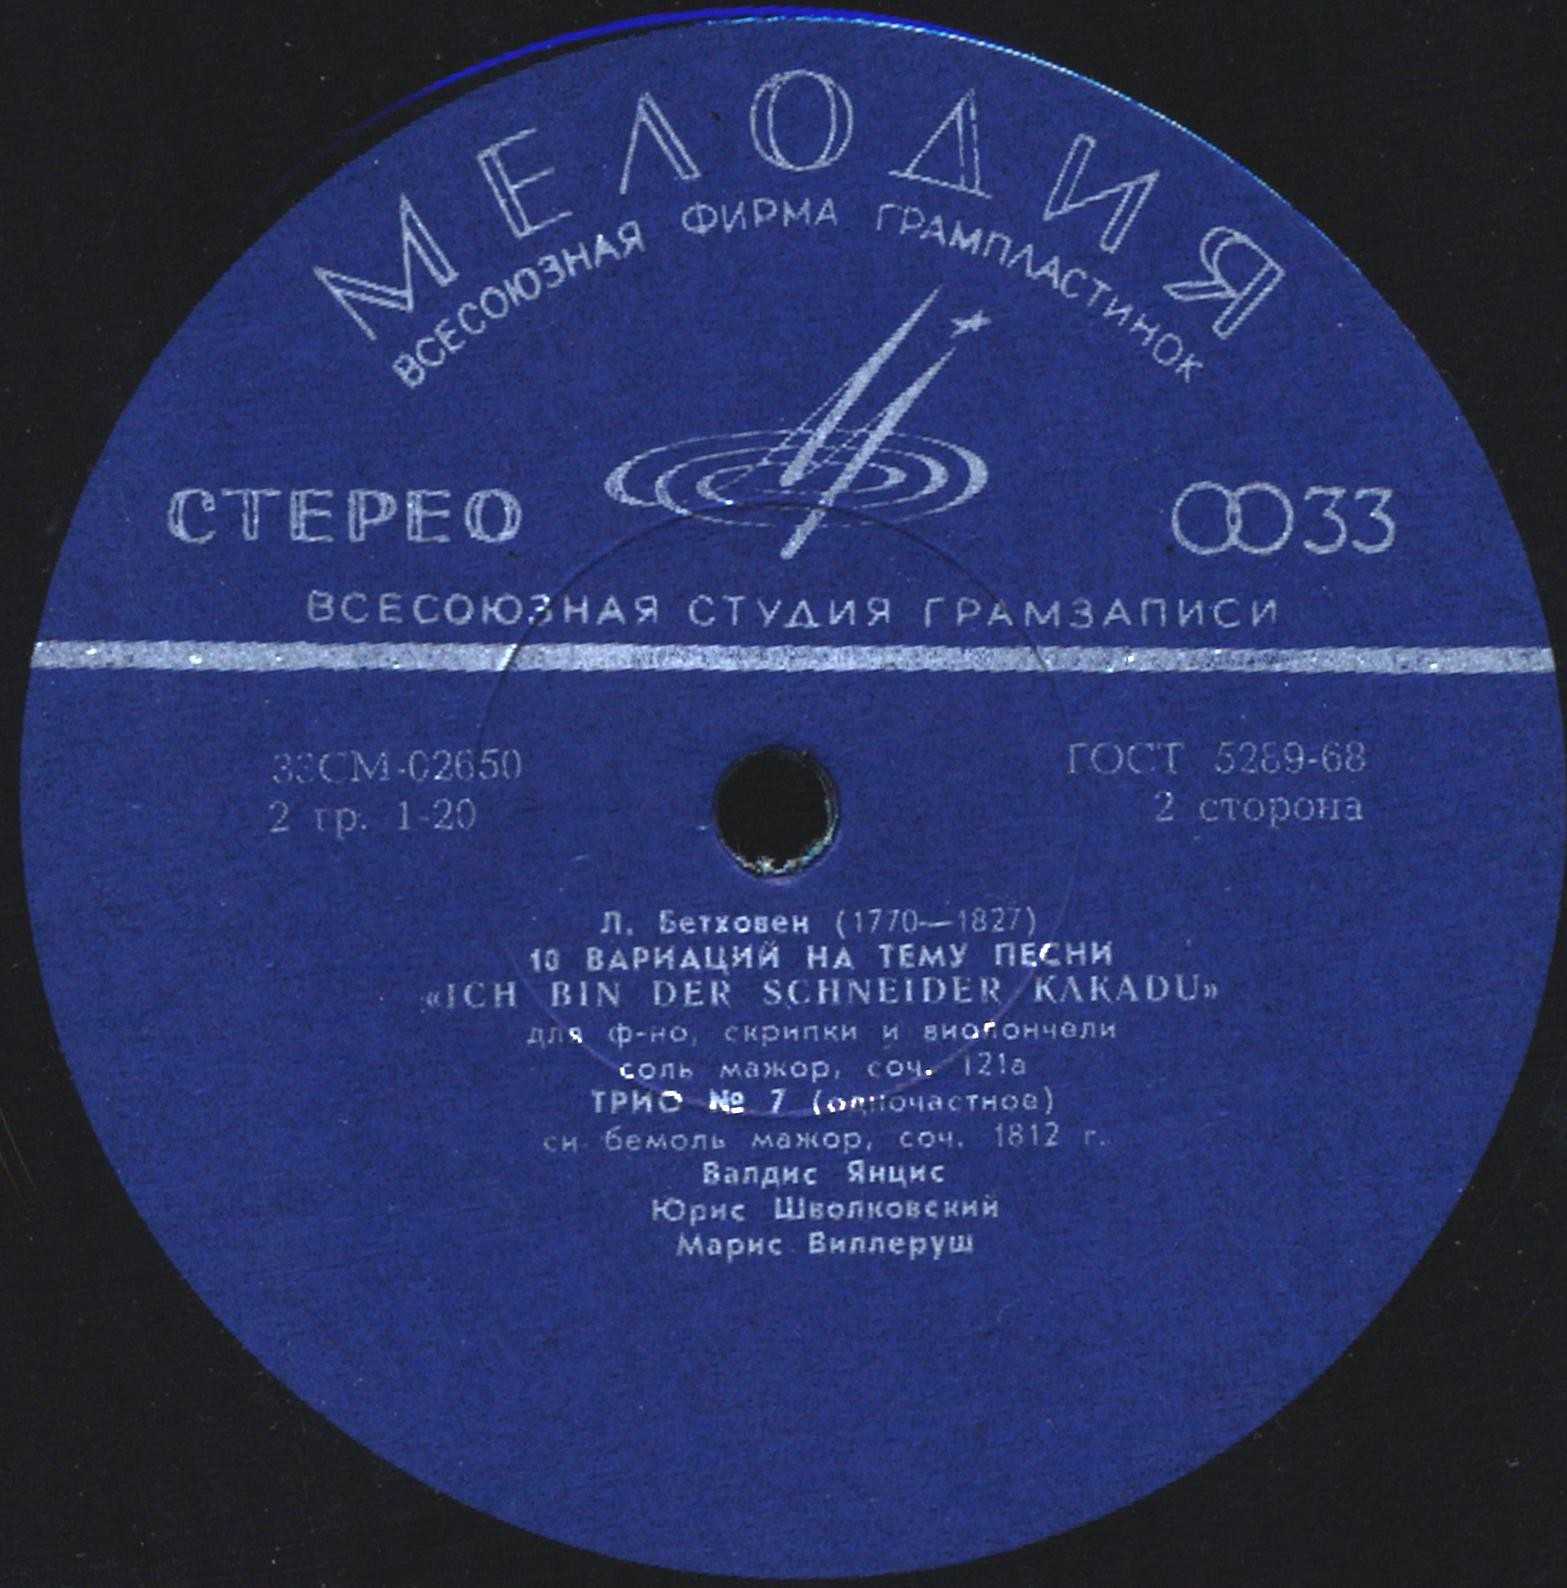 МЕЛОДИЯ
ВСЕСОЮЗНАЯ ФИРМА ГРАМПЛАСТИНОК
СТЕРЕО
33
ВСЕСОЮЗНАЯ СТУДИЯ ГРАМЗАПИСИ
33СМ-02650
2 гр. 1-20
ГОСТ 5289-68
2 сторона
Л. Бетховен (1770—1827)
10 ВАРИАЦИЙ НА ТЕМУ ПЕСНИ
«ICH BIN DER SCHNEIDER KAKADU»
для ф-но, скрипки и виолончели
соль мажор, соч. 121а
ТРИО № 7 (одночастное)
си бемоль мажор, соч. 1812 г.
Валдис Янцис
Юрис Шволковский
Марис Виллеруш